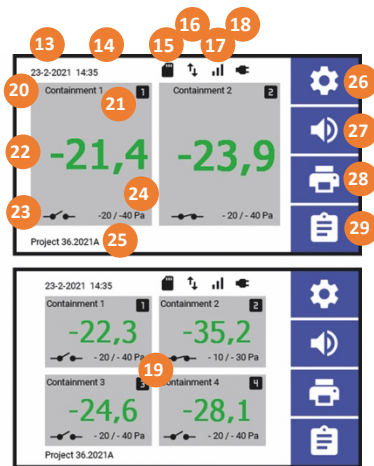 13 14 15 16 17 18
23-2-2021 14:35
20 Containment 1 21 1 Containment 2 2
26
27
22 -21,4 -23,9
28
24
23 -20 / -40 Pa - 20 / - 40 Pa
29
Project 36.2021A 25
23-2-2021 14:35
Containment 1 1 Containment 2 2
-22,3 -35,2
- 20 / - 40 Pa - 10 / - 30 Pa
19
Containment 3 3 Containment 4 4
-24,6 -28,1
- 20 / - 40 Pa - 20 / - 40 Pa
Project 36.2021A